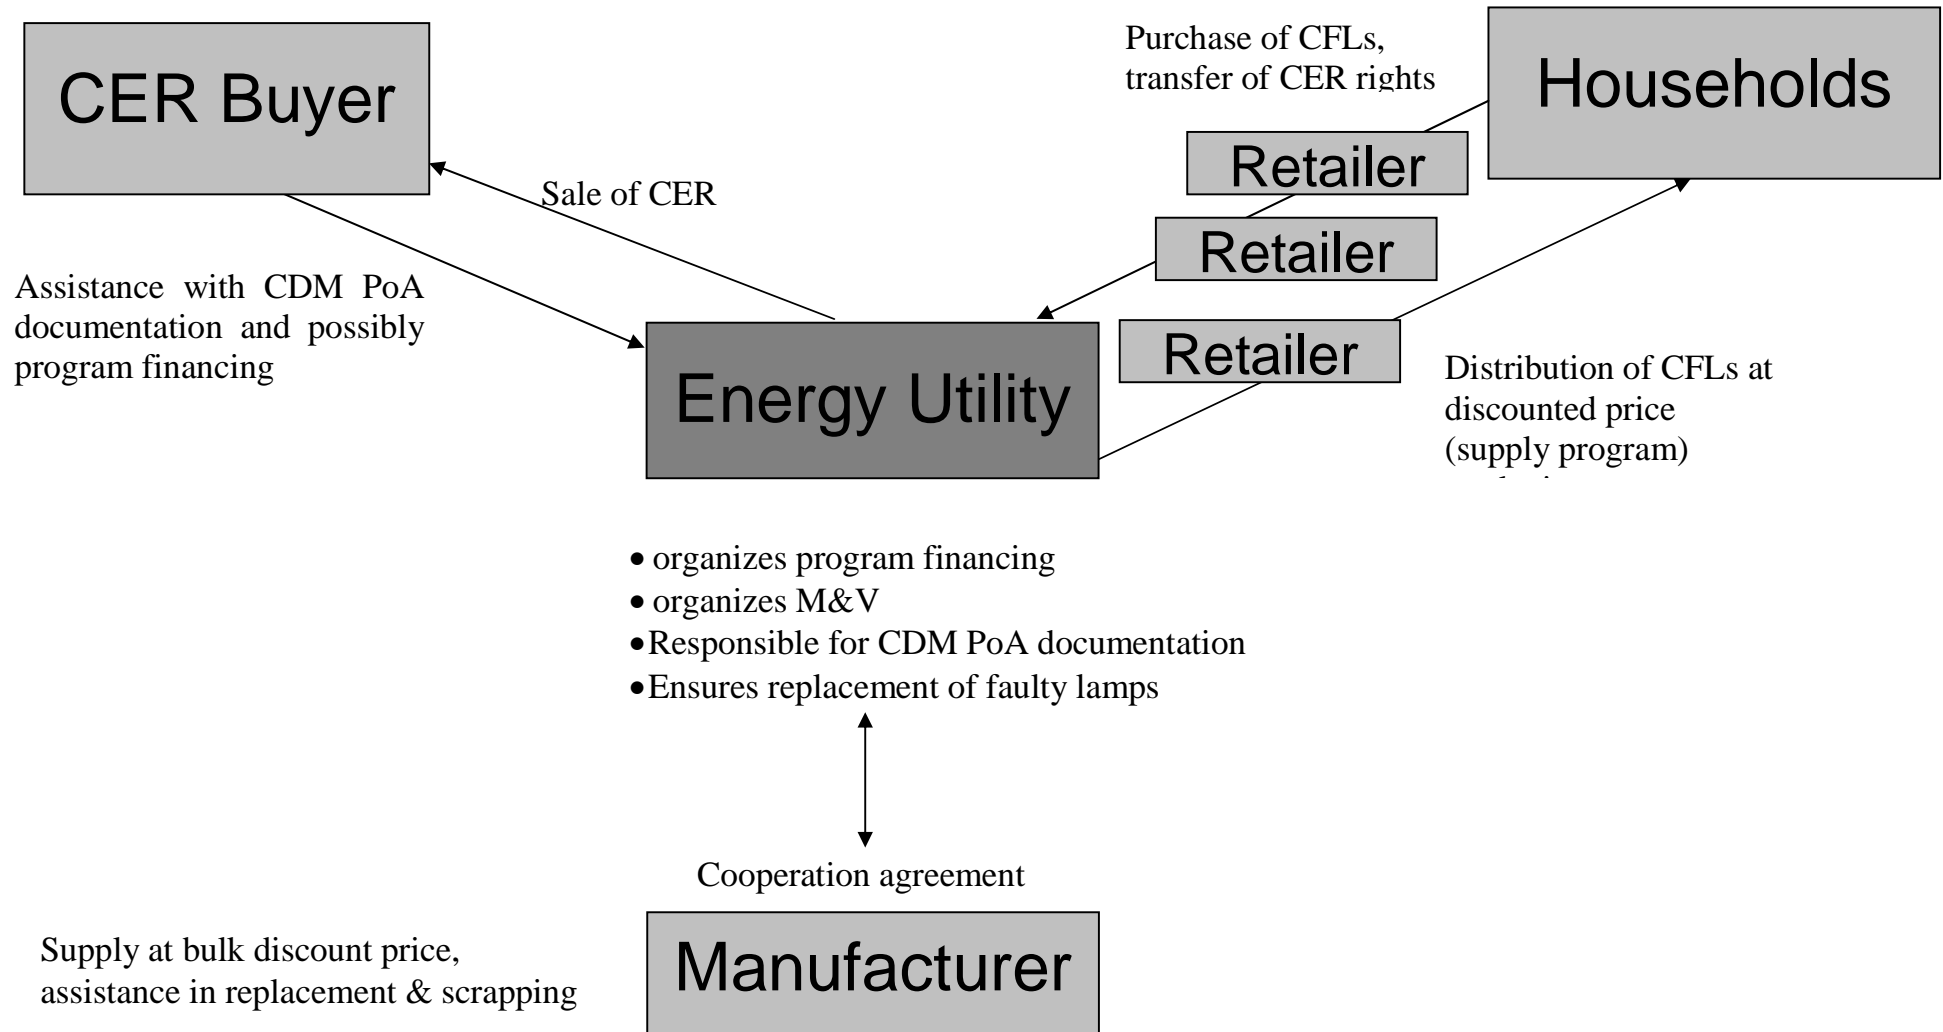 CER Buyer
Purchase of CFLs,
transfer of CER rights
Households
Retailer
Retailer
Retailer
Sale of CER
Assistance with CDM PoA
documentation and possibly
program financing
Energy Utility
Distribution of CFLs at
discounted price
(supply program)
• organizes program financing
• organizes M&V
•Responsible for CDM PoA documentation
•Ensures replacement of faulty lamps
Cooperation agreement
Supply at bulk discount price,
assistance in replacement & scrapping
Manufacturer